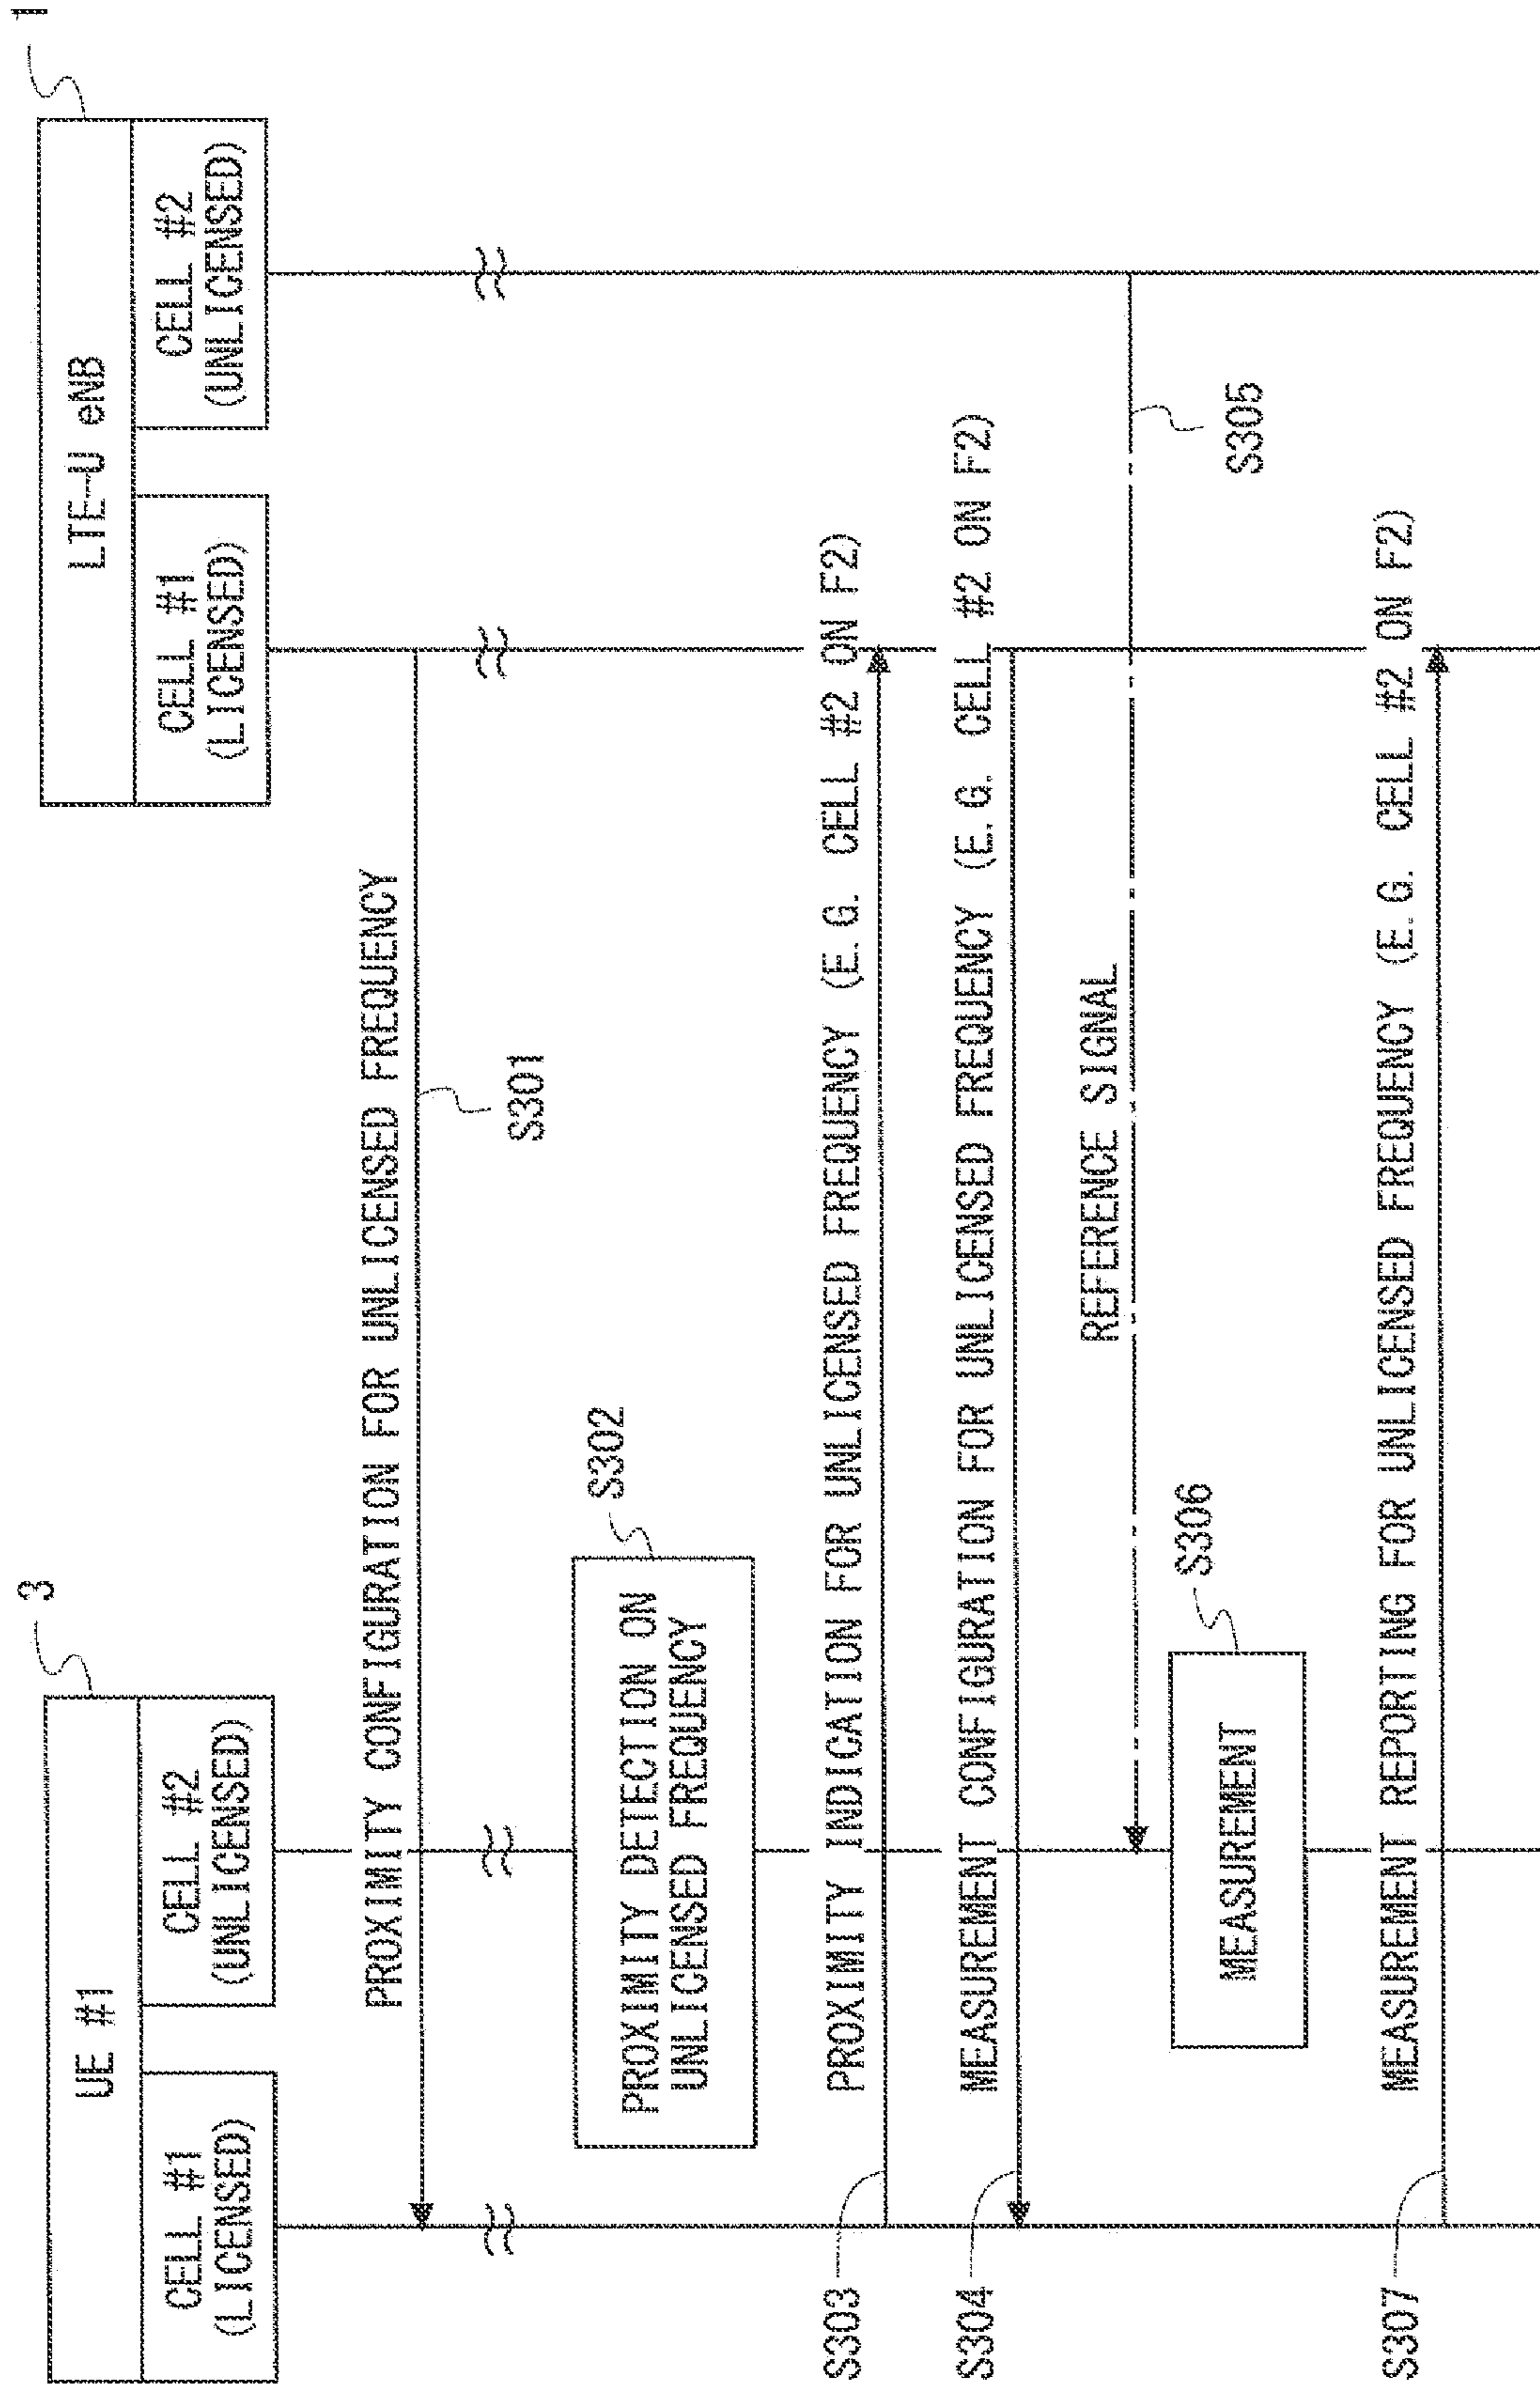 3
1
UE #1
LTE-U eNB
CELL #1
(LICENSED)
CELL #2
(UNLICENSED)
CELL #1
(LICENSED)
CELL #2
(UNLICENSED)
PROXIMITY CONFIGURATION FOR UNLICENSED FREQUENCY
S301
S302
PROXIMITY DETECTION ON
UNLICENSED FREQUENCY
S303
PROXIMITY INDICATION FOR UNLICENSED FREQUENCY (E.G. CELL #2 ON F2)
S304
MEASUREMENT CONFIGURATION FOR UNLICENSED FREQUENCY (E.G. CELL #2 ON F2)
REFERENCE SIGNAL
S305
S306
MEASUREMENT
S307
MEASUREMENT REPORTING FOR UNLICENSED FREQUENCY (E.G. CELL #2 ON F2)